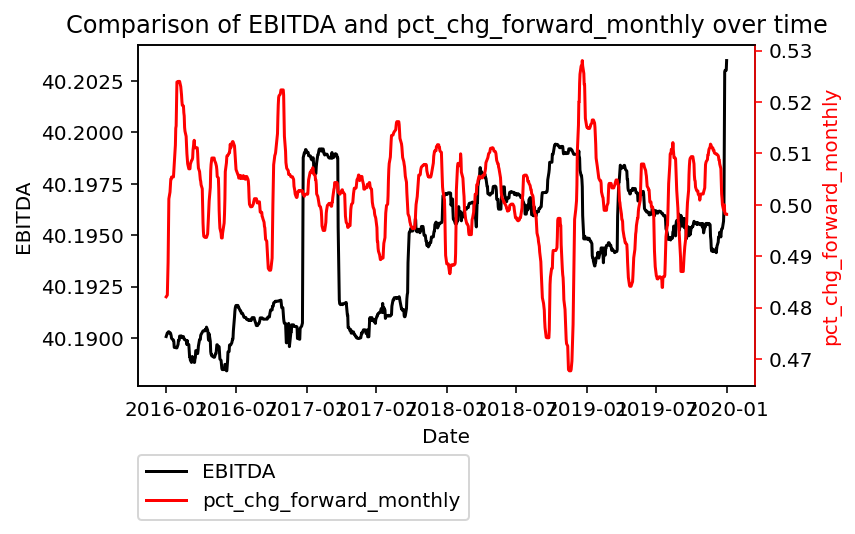 Comparison of EBITDA and pct_chg_forward_monthly over time
40.2025
40.2000
40.1975
40.1950
40.1925
40.1900
EBITDA
0.53
0.52
0.51
0.50
0.49
0.48
0.47
pct_chg_forward_monthly
2016-01 2016-07 2017-01 2017-07 2018-01 2018-07 2019-01 2019-07 2020-01
Date
EBITDA
pct_chg_forward_monthly